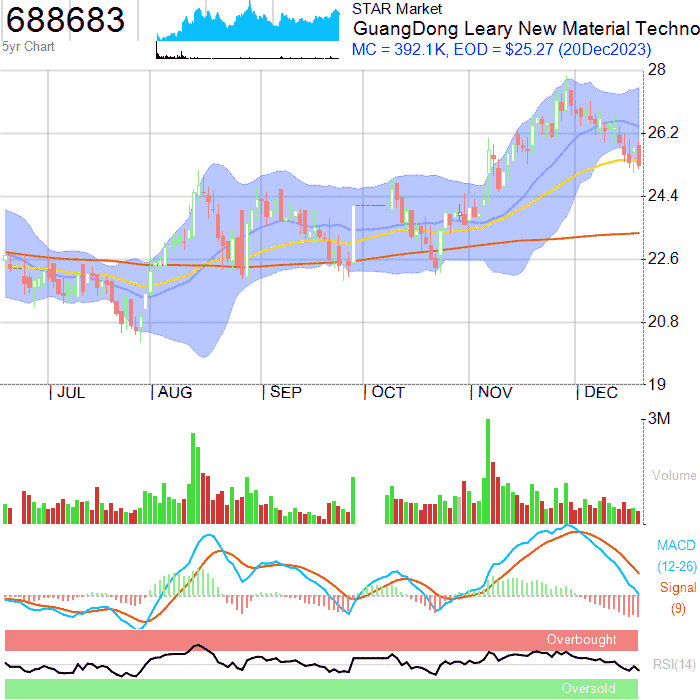 688683
5yr Chart
STAR Market
GuangDong Leary New Material Techno
MC = 392.1K, EOD = $25.27 (20Dec2023)
28
26.2
24.4
22.6
20.8
19
JUL AUG SEP OCT NOV DEC
3M
Volume
MACD
(12-26)
Signal
(9)
Overbought
RSI(14)
Oversold